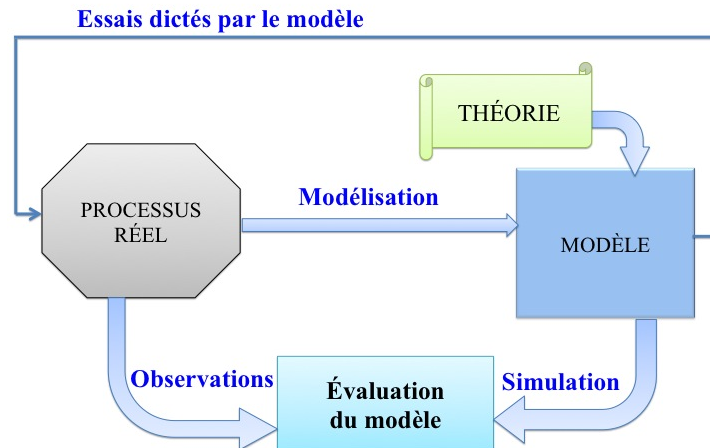 Essais dictés par le modèle
THÉORIE
PROCESSUS
RÉEL
Modélisation
MODÈLE
Observations
Évaluation
du modèle
Simulation